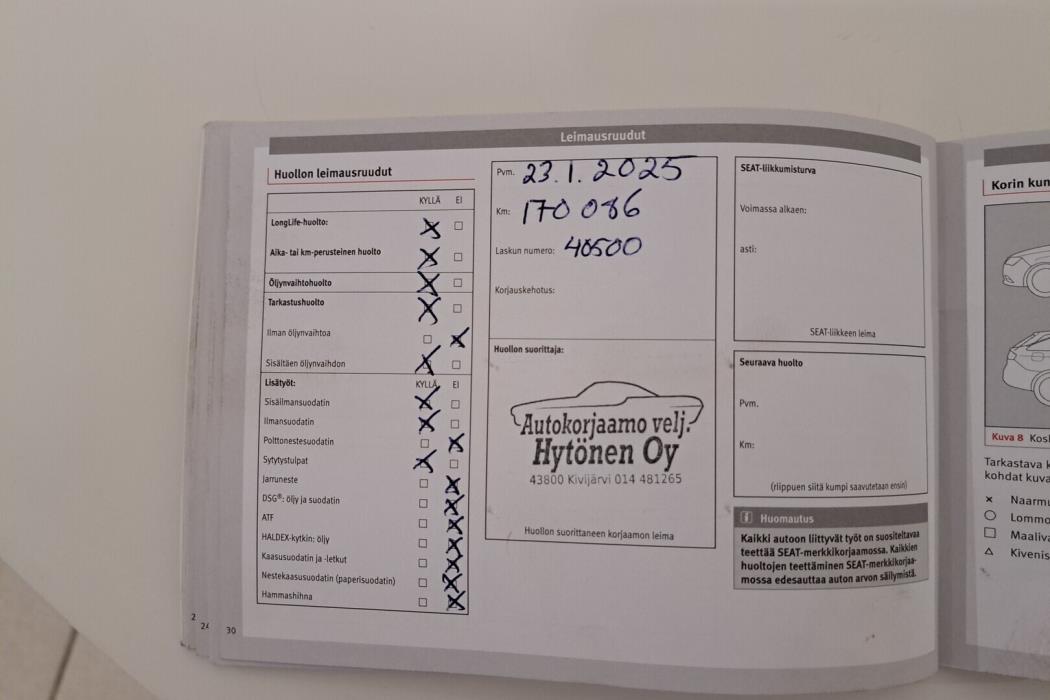 Leimausruudut
Huollon leimausruudut
KYLLÄ EI
LongLife-huolto:
Aika- tai km-perusteinen huolto
Öljynvaihtohuolto
Tarkastushuolto
Ilman öljynvaihtoa
Sisältäen öljynvaihdon
Lisätyöt: KYLLÄ EI
Sisäilmansuodatin
Ilmansuodatin
Polttonestesuodatin
Sytytystulpat
Jarruneste
DSG®: öljy ja suodatin
ATF
HALDEX-kytkin: öljy
Kaasusuodatin ja -letkut
Nestekaasusuodatin (paperisuodatin)
Hammashihna
Pvm. 23.1.2025
Km: 170 086
Laskun numero: 40500
Korjauskehotus:
Huollon suorittaja:
Autokorjaamo velj.
Hytönen Oy
43800 Kivijärvi 014 481265
Huollon suorittaneen korjaamon leima
SEAT-liikkumisturva
Voimassa alkaen:
asti:
SEAT-liikkeen leima
Seuraava huolto
Pvm.
Km:
(riippuen siitä kumpi saavutetaan ensin)
Huomautus
Kaikki autoon liittyvät työt on suositeltavaa
teettää SEAT-merkkikorjaamossa. Kaikkien
huoltojen teettäminen SEAT-merkkikorjaa-
mossa edesauttaa auton arvon säilymistä.
2
24
30
Korin kun
Kuva 8 Kosk
Tarkastava k
kohdat kuva
Naarmu
Lommo
Maaliva
Kivenis